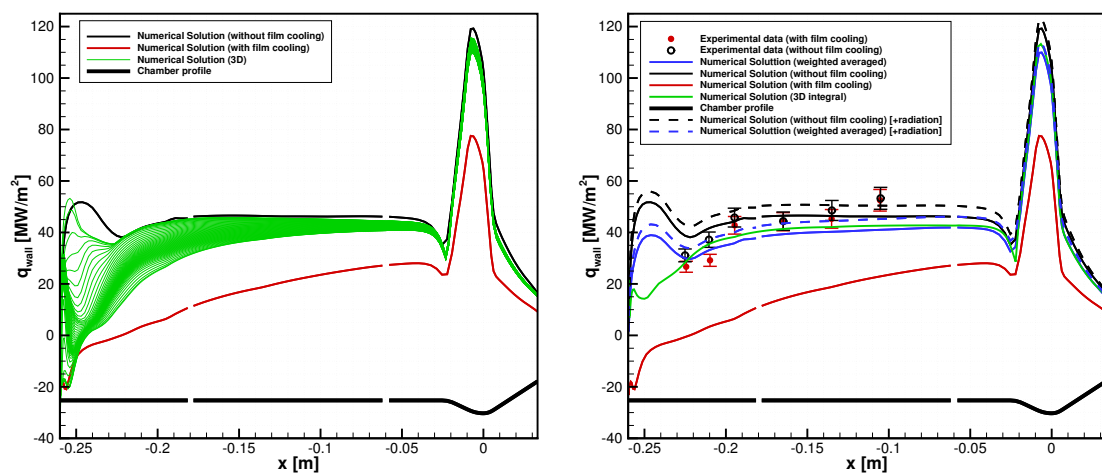 Numerical Solution (without film cooling)
Numerical Solution (with film cooling)
Numerical Solution (3D)
Chamber profile
120
100
80
60
40
20
0
-20
-40
q_wall [MW/m²]
-0.25
-0.2
-0.15
-0.1
-0.05
0
x [m]
Experimental data (with film cooling)
Experimental data (without film cooling)
Numerical Solution (weighted averaged)
Numerical Solution (without film cooling)
Numerical Solution (with film cooling)
Numerical Solution (3D integral)
Chamber profile
Numerical Solution (without film cooling) [+radiation]
Numerical Solution (weighted averaged) [+radiation]
120
100
80
60
40
20
0
-20
-40
q_wall [MW/m²]
-0.25
-0.2
-0.15
-0.1
-0.05
0
x [m]